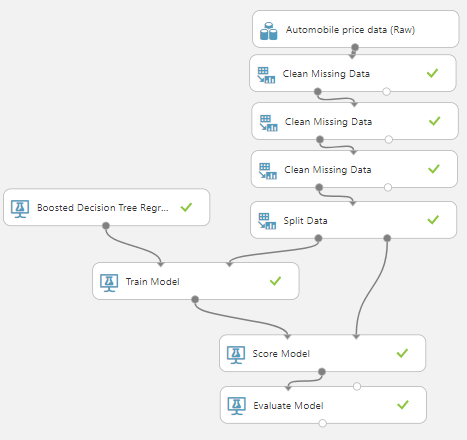 Automobile price data (Raw)
Clean Missing Data
Clean Missing Data
Clean Missing Data
Boosted Decision Tree Regr...
Split Data
Train Model
Score Model
Evaluate Model